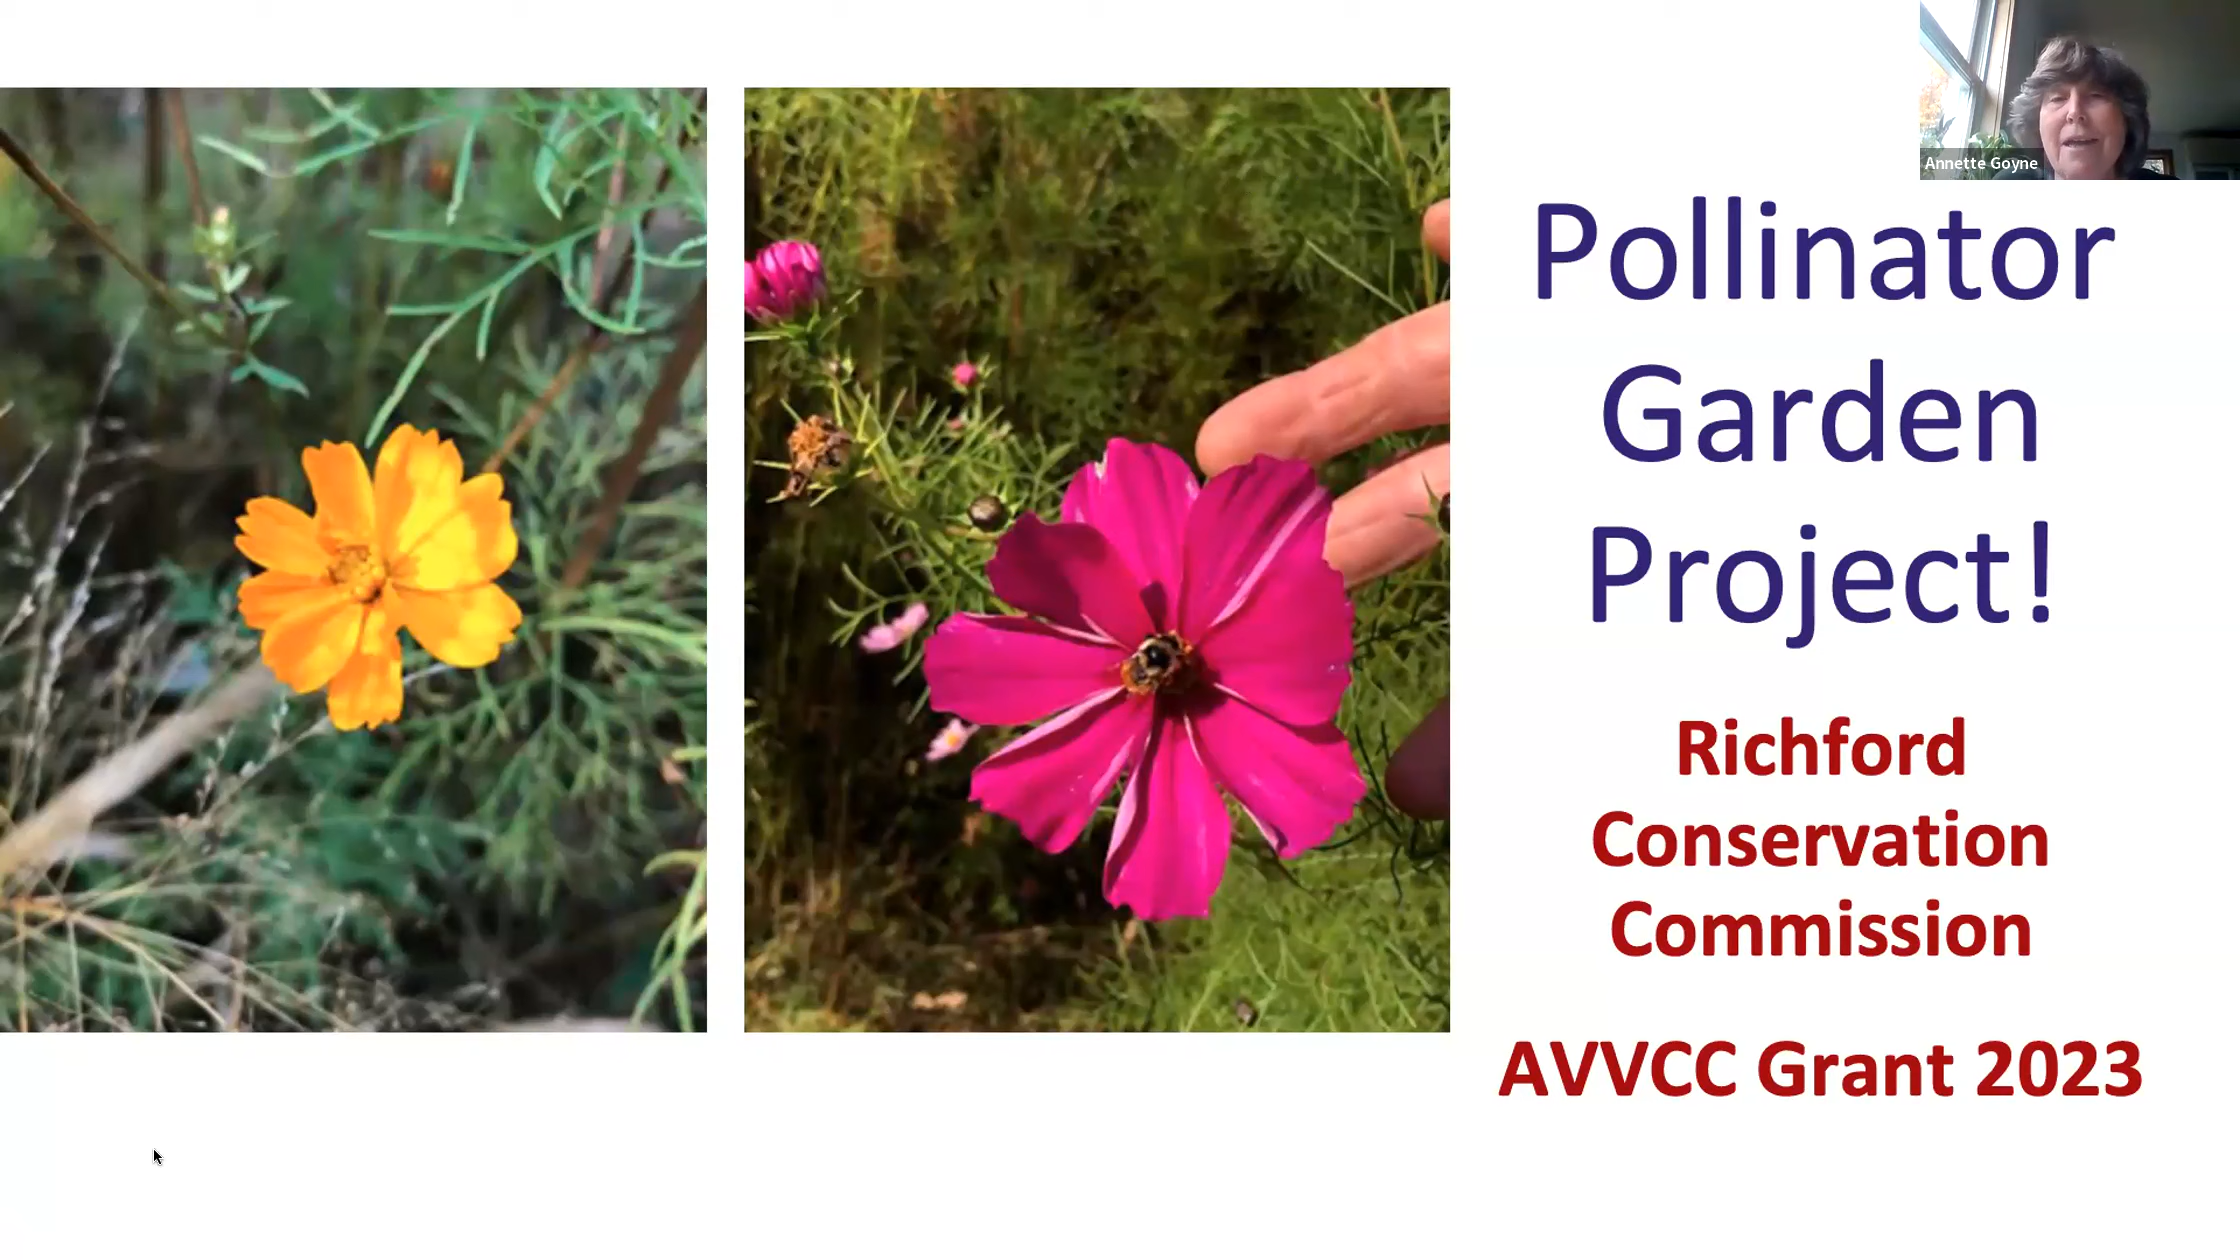 Annette Goyne
Pollinator
Garden
Project!
Richford
Conservation
Commission
AVVCC Grant 2023